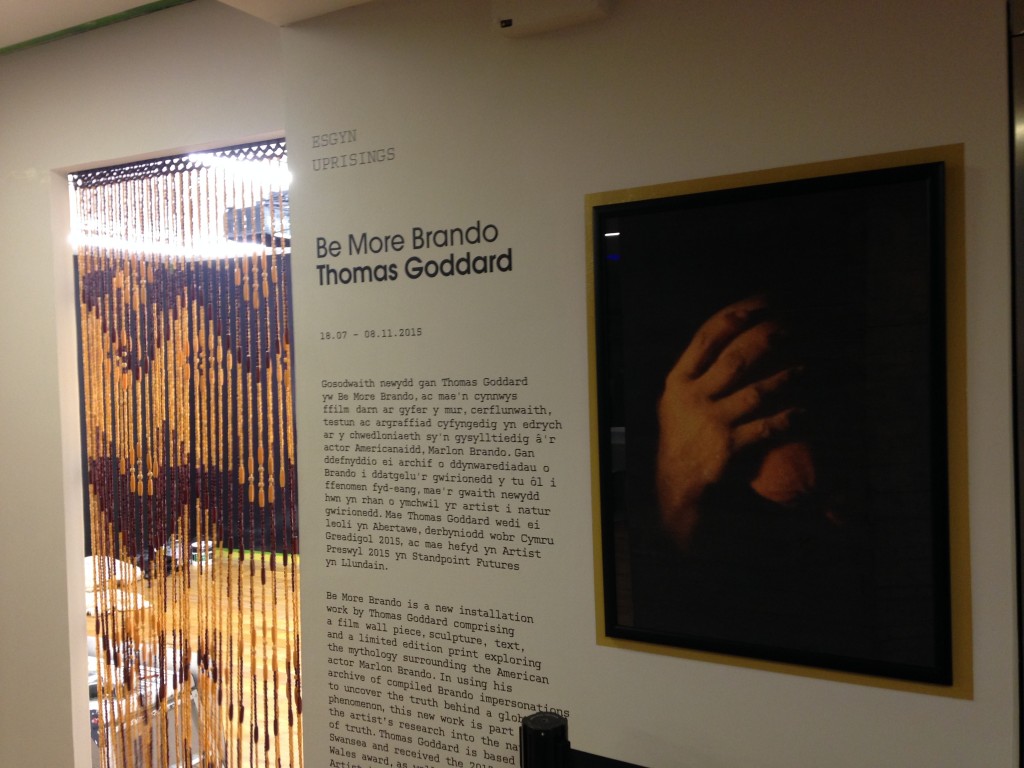 ESGYN
UPRISINGS
Be More Brando
Thomas Goddard
18.07 - 08.11.2015
Gosodwaith newydd gan Thomas Goddard
yw Be More Brando, ac mae'n cynnwys
ffilm darn ar gyfer y mur, cerflunwaith,
testun ac argraffiad cyfyngedig yn edrych
ar y chwedloniaeth sy'n gysylltiedig â'r
actor Americanaidd, Marlon Brando. Gan
ddefnyddio ei archif o ddynwarediadau o
Brando i ddatgelu'r gwirionedd y tu ôl i
ffenomen fyd-eang, mae'r gwaith newydd
hwn yn rhan o ymchwil yr artist i natur
gwirionedd. Mae Thomas Goddard wedi ei
leoli yn Abertawe, derbyniodd wobr Cymru
Greadigol 2015, ac mae hefyd yn Artist
Preswyl 2015 yn Standpoint Futures
yn Llundain.
Be More Brando is a new installation
work by Thomas Goddard comprising
a film wall piece, sculpture, text,
and a limited edition print exploring
the mythology surrounding the American
actor Marlon Brando. In using his
archive of compiled Brando impersonations
to uncover the truth behind a glob
phenomenon, this new work is part
the artist's research into the na
of truth. Thomas Goddard is based
Swansea and received the 201
Wales award, as
Artist